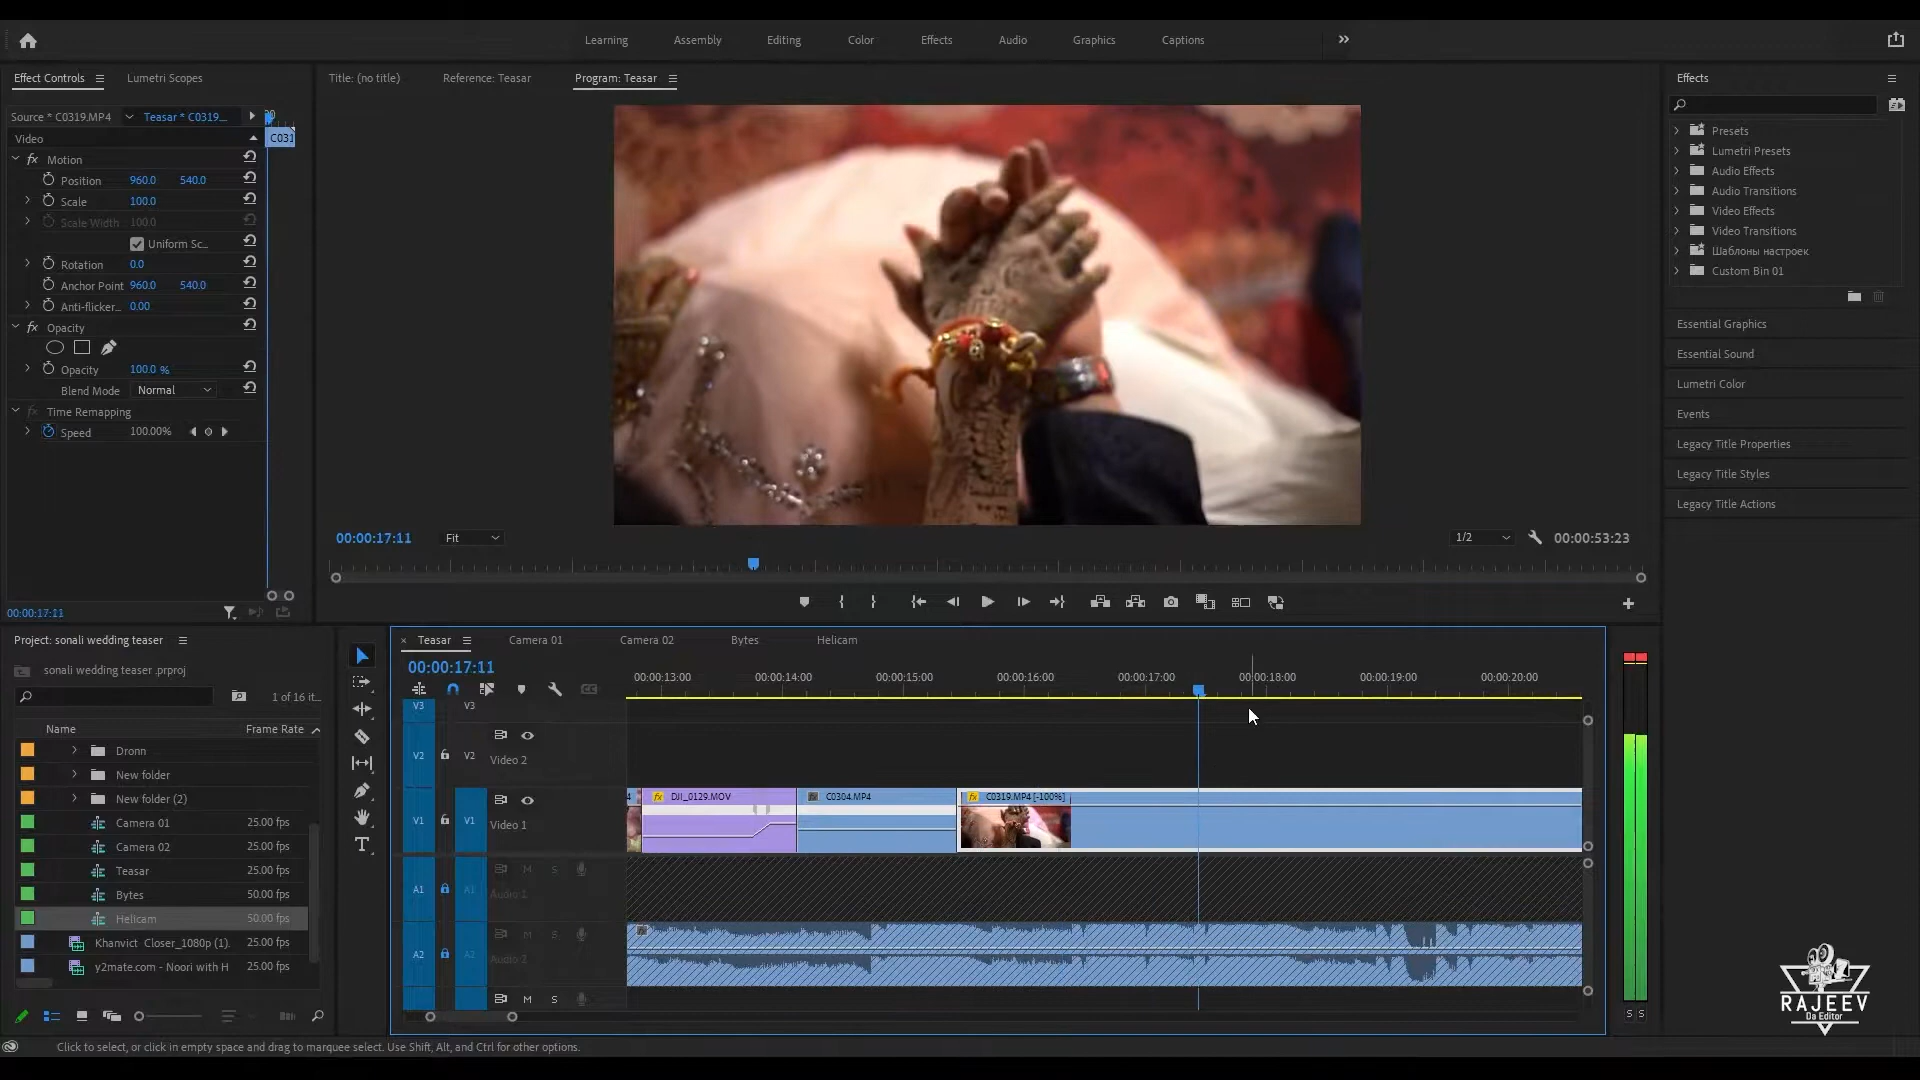 Learning
Assembly
Editing
Color
Effects
Audio
Graphics
Captions
Effect Controls
Lumetri Scopes
Source * C0319.MP4
Teasar * C0319...
C031
Video
fx Motion
Position 960.0 540.0
Scale 100.0
Scale Width 100.0
Uniform Sc...
Rotation 0.0
Anchor Point 960.0 540.0
Anti-flicker... 0.00
fx Opacity
Opacity 100.0 %
Blend Mode Normal
fx Time Remapping
Speed 100.00%
00:00:17:11
Title: (no title)
Reference: Teasar
Program: Teasar
00:00:17:11
Fit
1/2
00:00:53:23
Effects
Presets
Lumetri Presets
Audio Effects
Audio Transitions
Video Effects
Video Transitions
Шаблоны настроек
Custom Bin 01
Essential Graphics
Essential Sound
Lumetri Color
Events
Legacy Title Properties
Legacy Title Styles
Legacy Title Actions
Project: sonali wedding teaser
sonali wedding teaser .prproj
1 of 16 it...
Name Frame Rate
Dronn
New folder
New folder (2)
Camera 01 25.00 fps
Camera 02 25.00 fps
Teasar 25.00 fps
Bytes 50.00 fps
Helicam 50.00 fps
Khanvict Closer_1080p (1). 25.00 fps
y2mate.com - Noori with H 25.00 fps
× Teasar
Camera 01
Camera 02
Bytes
Helicam
00:00:17:11
00:00:13:00 00:00:14:00 00:00:15:00 00:00:16:00 00:00:17:00 00:00:18:00 00:00:19:00 00:00:20:00
V3 V3
V2 V2 Video 2
V1 V1 Video 1
4
fx DJI_0129.MOV
C0304.MP4
fx C0319.MP4 [-100%]
A1 A1 M S
Audio 1
A2 A2 M S
Audio 2
M S
S S
RAJEEV
Da Editor
Click to select, or click in empty space and drag to marquee select. Use Shift, Alt, and Ctrl for other options.